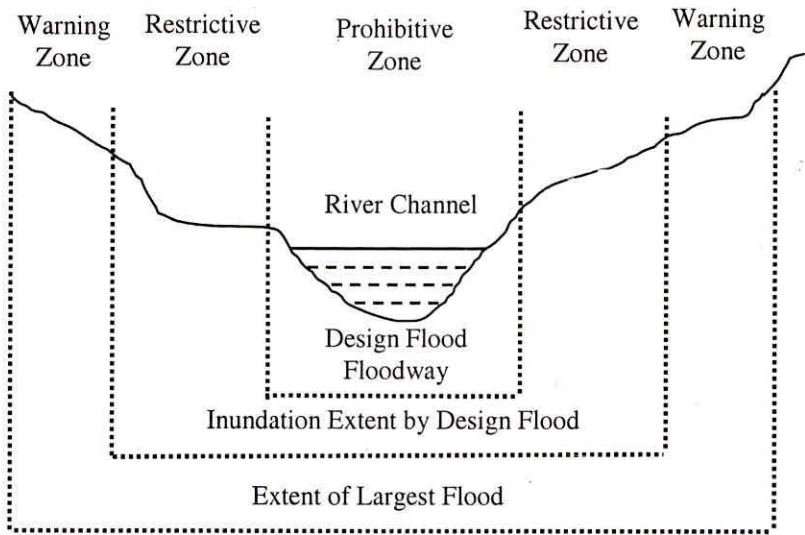 Warning
Zone
Restrictive
Zone
Prohibitive
Zone
Restrictive
Zone
Warning
Zone
River Channel
Design Flood
Floodway
Inundation Extent by Design Flood
Extent of Largest Flood